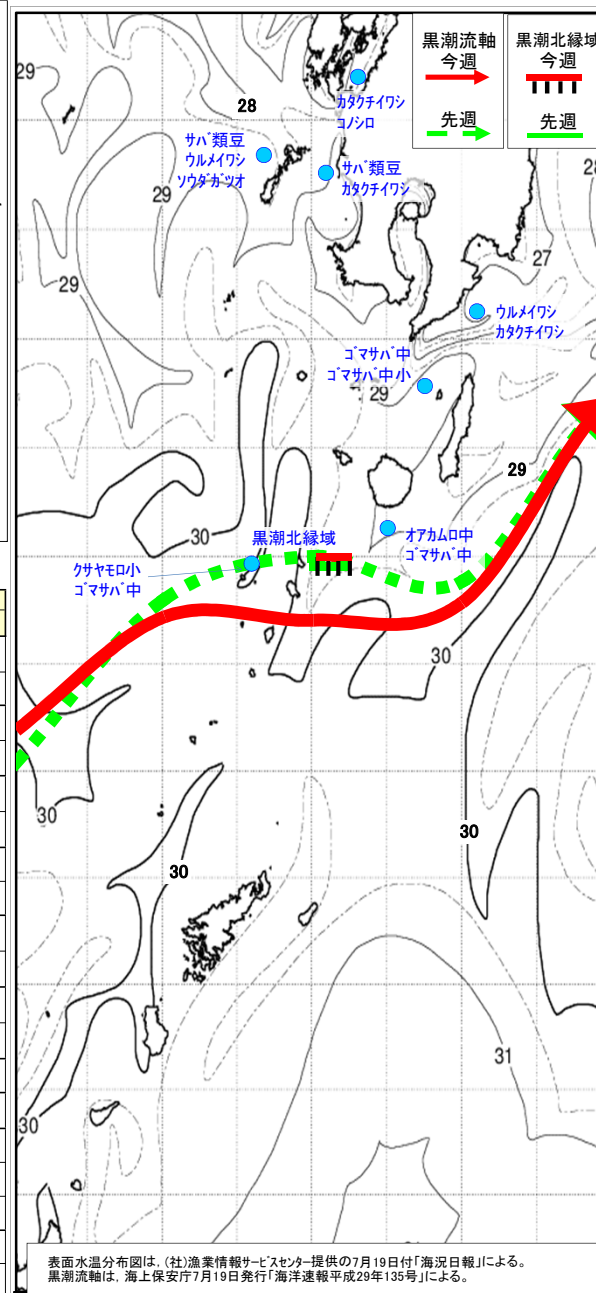 黒潮流軸
今週
先週
黒潮北縁域
今週
先週
29
28
28
カタクチイワシ
コノシロ
サバ類豆
ウルメイワシ
ソウダガツオ
サバ類豆
カタクチイワシ
29
29
27
ウルメイワシ
カタクチイワシ
ゴマサバ中
ゴマサバ中小
29
29
30
黒潮北縁域
オアカムロ中
ゴマサバ中
クサヤモロ小
ゴマサバ中
30
30
30
30
31
30
表面水温分布図は，(社)漁業情報サービスセンター提供の7月19日付「海況日報」による。
黒潮流軸は，海上保安庁7月19日発行「海洋速報平成29年135号」による。